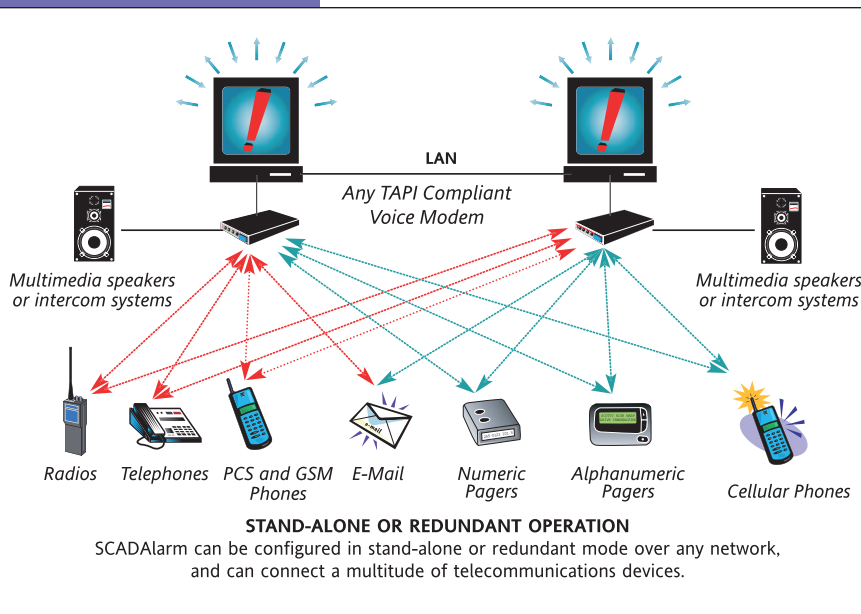 LAN
Any TAPI Compliant
Voice Modem
Multimedia speakers
or intercom systems
Multimedia speakers
or intercom systems
e-mail
Radios
Telephones
PCS and GSM
Phones
E-Mail
Numeric
Pagers
Alphanumeric
Pagers
Cellular Phones
STAND-ALONE OR REDUNDANT OPERATION
SCADAlarm can be configured in stand-alone or redundant mode over any network,
and can connect a multitude of telecommunications devices.